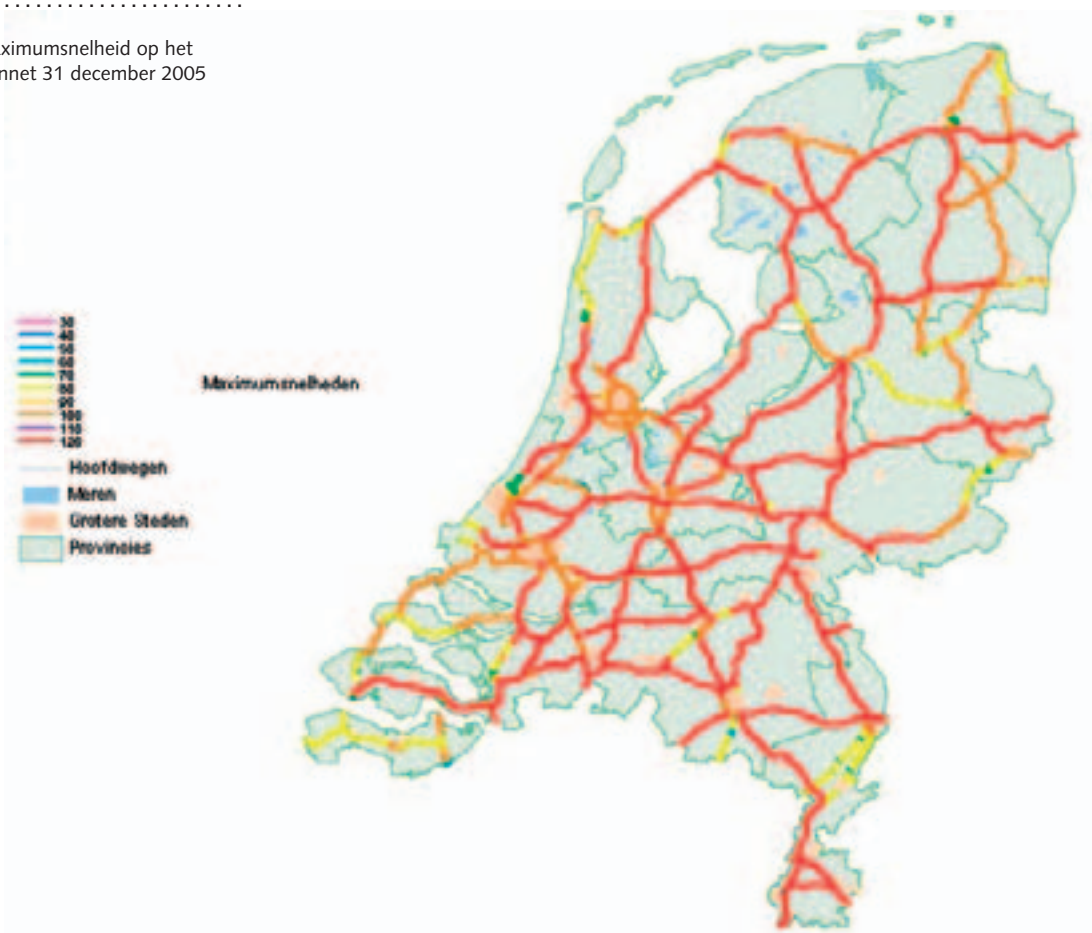 aximumsnelheid op het
nnet 31 december 2005
30
40
50
60
70
80
90
100
110
120
Maximumsnelheden
Hoofdwegen
Meren
Grotere Steden
Provincies